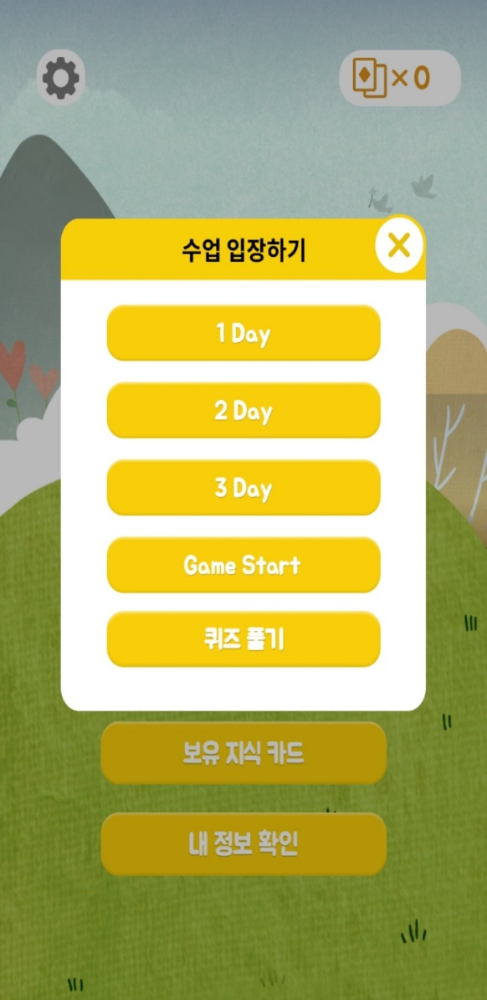 × 0
수업 입장하기
1 Day
2 Day
3 Day
Game Start
퀴즈 풀기
보유 지식 카드
내 정보 확인